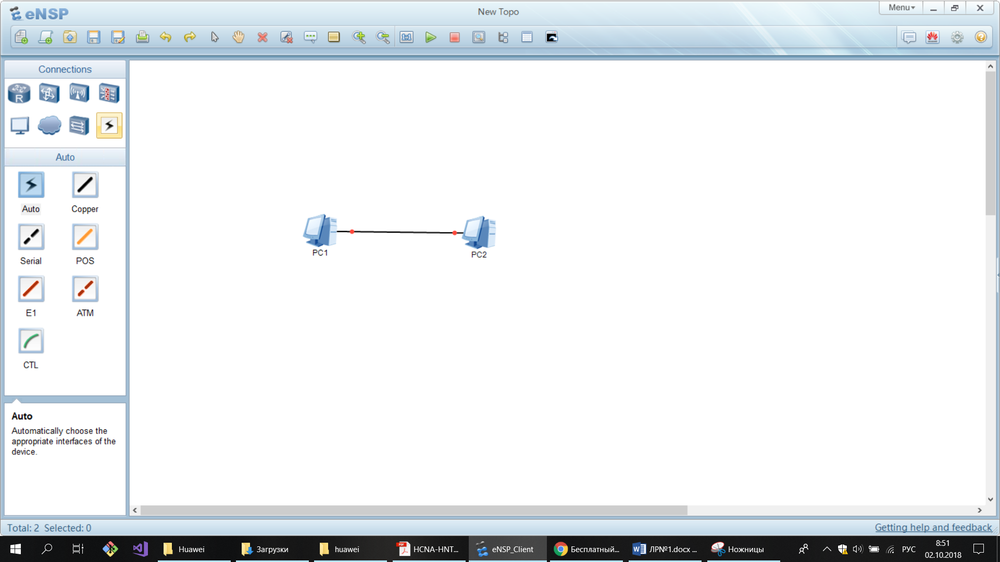 eNSP
New Topo
Menu
Connections
R
Auto
Auto
Copper
Serial
POS
E1
ATM
CTL
PC1
PC2
Auto
Automatically choose the
appropriate interfaces of the
device.
Total: 2 Selected: 0
Getting help and feedback
Huawei
Загрузки
huawei
HCNA-HNT...
eNSP_Client
Бесплатный...
ЛР№1.docx ...
Ножницы
РУС
8:51
02.10.2018